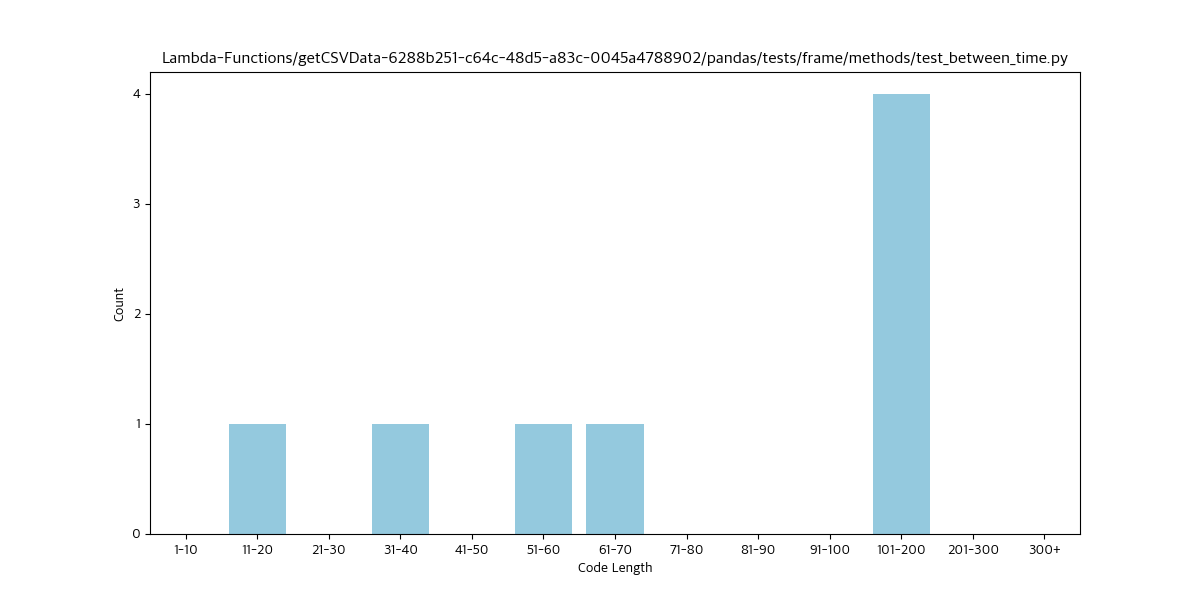 Lambda-Functions/getCSVData-6288b251-c64c-48d5-a83c-0045a4788902/pandas/tests/frame/methods/test_between_time.py
4
3
2
1
0
Count
1-10 11-20 21-30 31-40 41-50 51-60 61-70 71-80 81-90 91-100 101-200 201-300 300+
Code Length